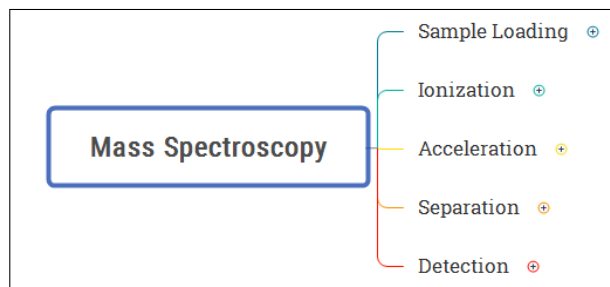 Mass Spectroscopy
Sample Loading
Ionization
Acceleration
Separation
Detection